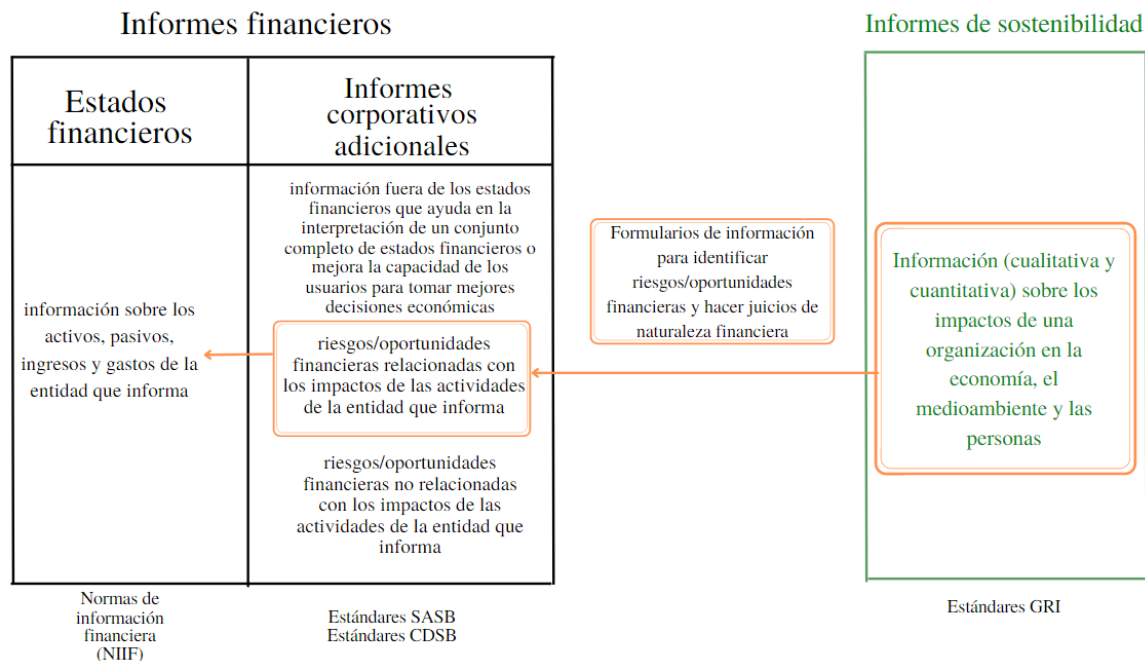 Informes financieros
Informes de sostenibilidad
Estados
financieros
Informes
corporativos
adicionales
información sobre los
activos, pasivos,
ingresos y gastos de la
entidad que informa
información fuera de los estados
financieros que ayuda en la
interpretación de un conjunto
completo de estados financieros o
mejora la capacidad de los
usuarios para tomar mejores
decisiones económicas
riesgos/oportunidades
financieras relacionadas con
los impactos de las actividades
de la entidad que informa
riesgos/oportunidades
financieras no relacionadas
con los impactos de las
actividades de la entidad que
informa
Formularios de información
para identificar
riesgos/oportunidades
financieras y hacer juicios de
naturaleza financiera
Información (cualitativa y
cuantitativa) sobre los
impactos de una
organización en la
economía, el
medioambiente y las
personas
Normas de
información
financiera
(NIIF)
Estándares SASB
Estándares CDSB
Estándares GRI